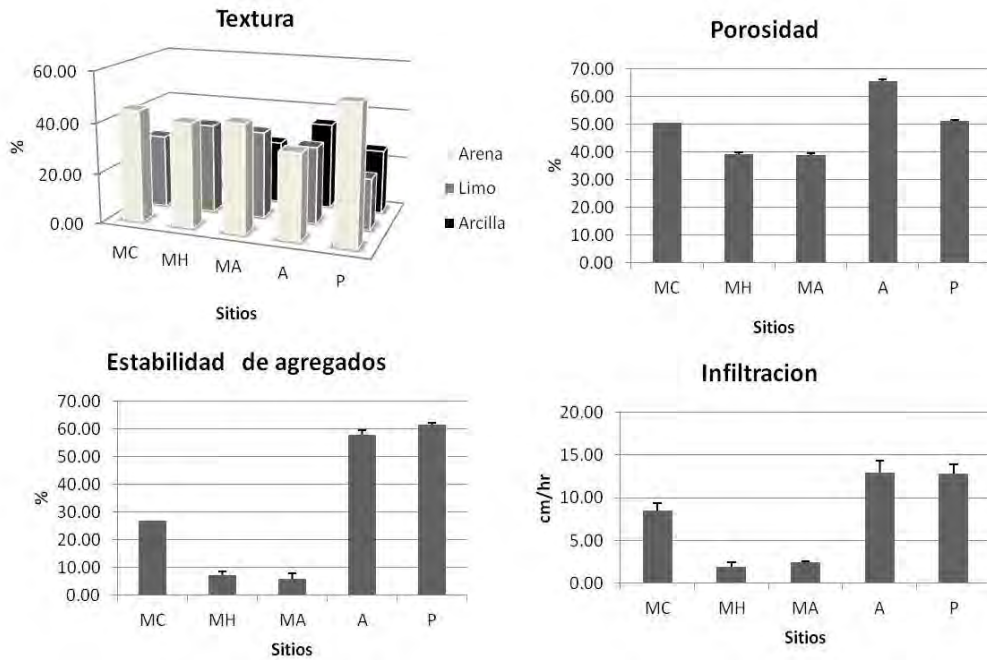 Textura
60.00
40.00
20.00
0.00
%
MC
MH
MA
A
P
Sitios
Arena
Limo
Arcilla
Porosidad
70.00
60.00
50.00
40.00
30.00
20.00
10.00
0.00
%
MC MH MA A P
Sitios
Estabilidad de agregados
70.00
60.00
50.00
40.00
30.00
20.00
10.00
0.00
%
MC MH MA A P
Sitios
Infiltracion
20.00
15.00
10.00
5.00
0.00
cm/hr
MC MH MA A P
Sitios